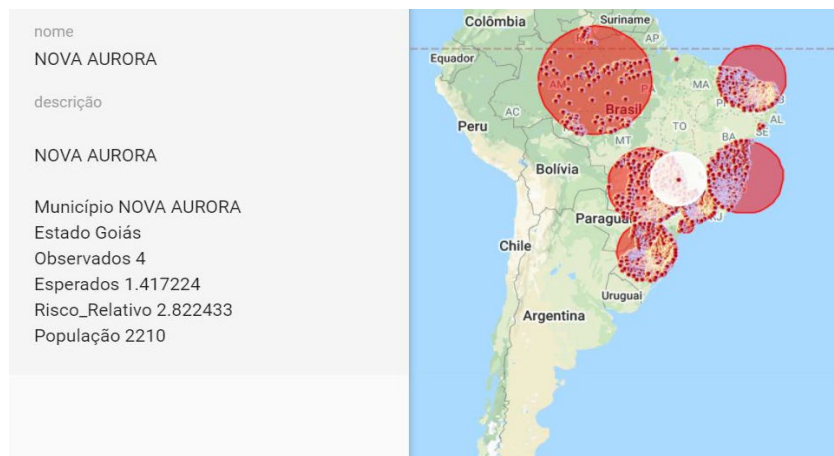 nome
NOVA AURORA
descrição
NOVA AURORA
Município NOVA AURORA
Estado Goiás
Observados 4
Esperados 1.417224
Risco_Relativo 2.822433
População 2210
Colômbia
Suriname
AP
Equador
AM
PA
MA
Brasil
AC
Peru
TO
AL
SE
MT
BA
Bolívia
Paraguai
RJ
Chile
Uruguai
Argentina